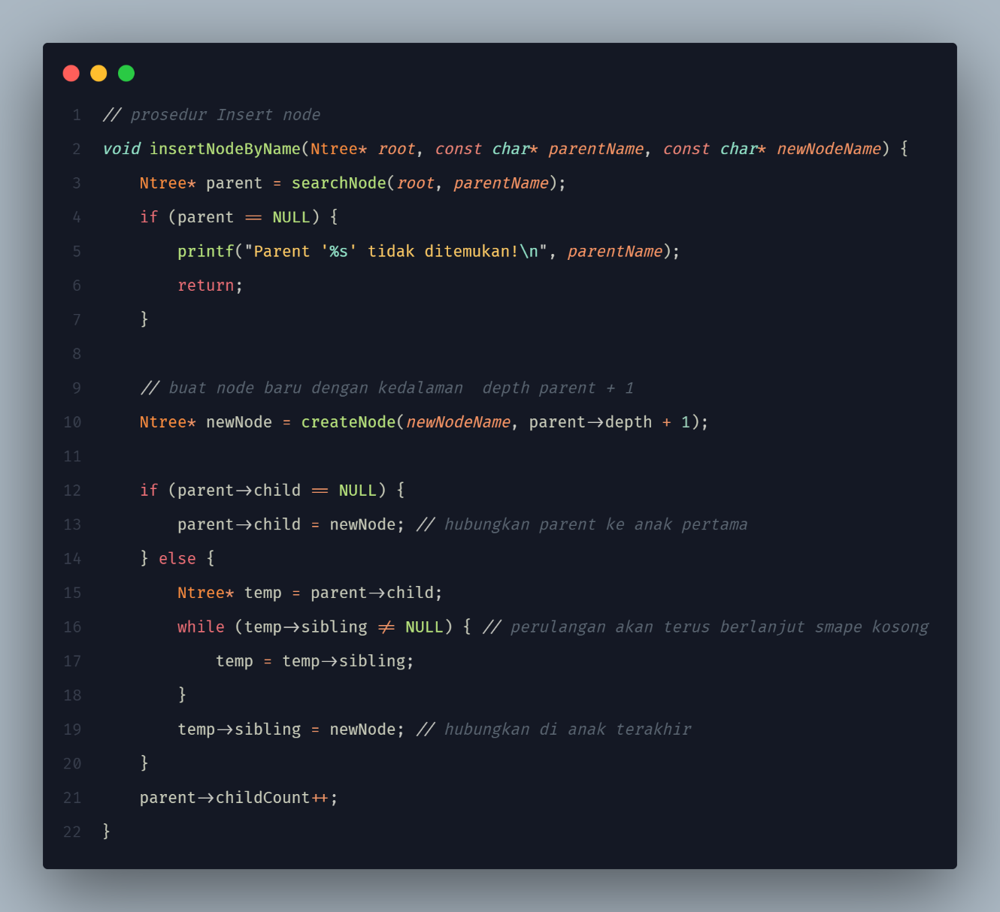 1 // prosedur Insert node
2 void insertNodeByName(Ntree* root, const char* parentName, const char* newNodeName) {
3     Ntree* parent = searchNode(root, parentName);
4     if (parent == NULL) {
5         printf("Parent '%s' tidak ditemukan!\n", parentName);
6         return;
7     }
8
9     // buat node baru dengan kedalaman  depth parent + 1
10     Ntree* newNode = createNode(newNodeName, parent->depth + 1);
11
12     if (parent->child == NULL) {
13         parent->child = newNode; // hubungkan parent ke anak pertama
14     } else {
15         Ntree* temp = parent->child;
16         while (temp->sibling != NULL) { // perulangan akan terus berlanjut smape kosong
17             temp = temp->sibling;
18         }
19         temp->sibling = newNode; // hubungkan di anak terakhir
20     }
21     parent->childCount++;
22 }